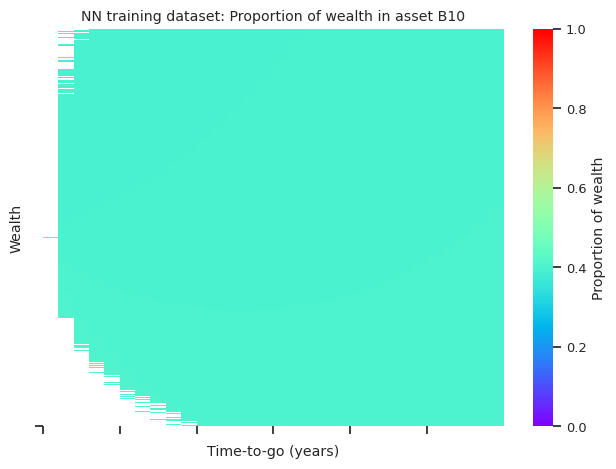 NN training dataset: Proportion of wealth in asset B10
Wealth
Time-to-go (years)
1.0
0.8
0.6
0.4
0.2
0.0
Proportion of wealth